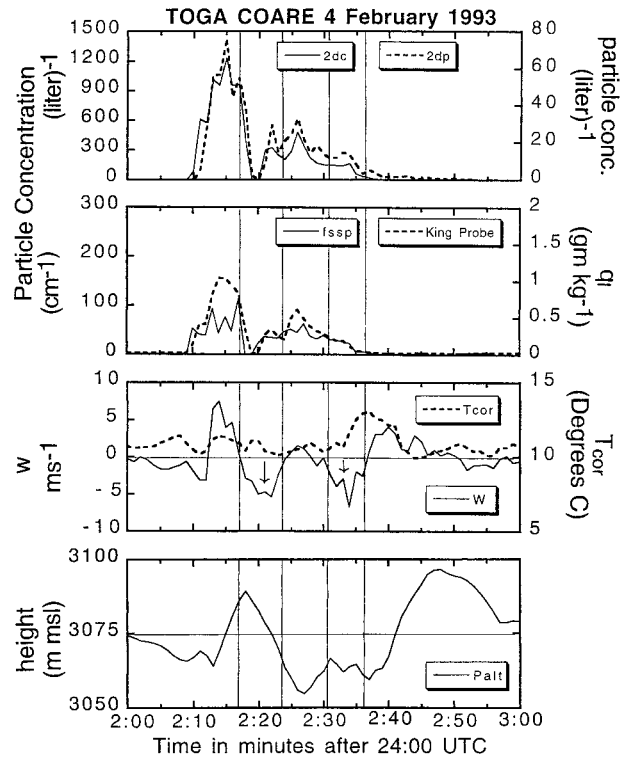 TOGA COARE 4 February 1993
Particle Concentration
(liter)-1
1500
1200
900
600
300
0
2dc
2dp
80
60
40
20
0
particle conc.
(liter)-1
(cm-1)
300
200
100
0
fssp
King Probe
2
1.5
1
0.5
0
ql
(gm kg-1)
w
ms-1
10
5
0
-5
-10
Tcor
W
15
10
5
Tcor
(Degrees C)
height
(m msl)
3100
3075
3050
Palt
2:00 2:10 2:20 2:30 2:40 2:50 3:00
Time in minutes after 24:00 UTC